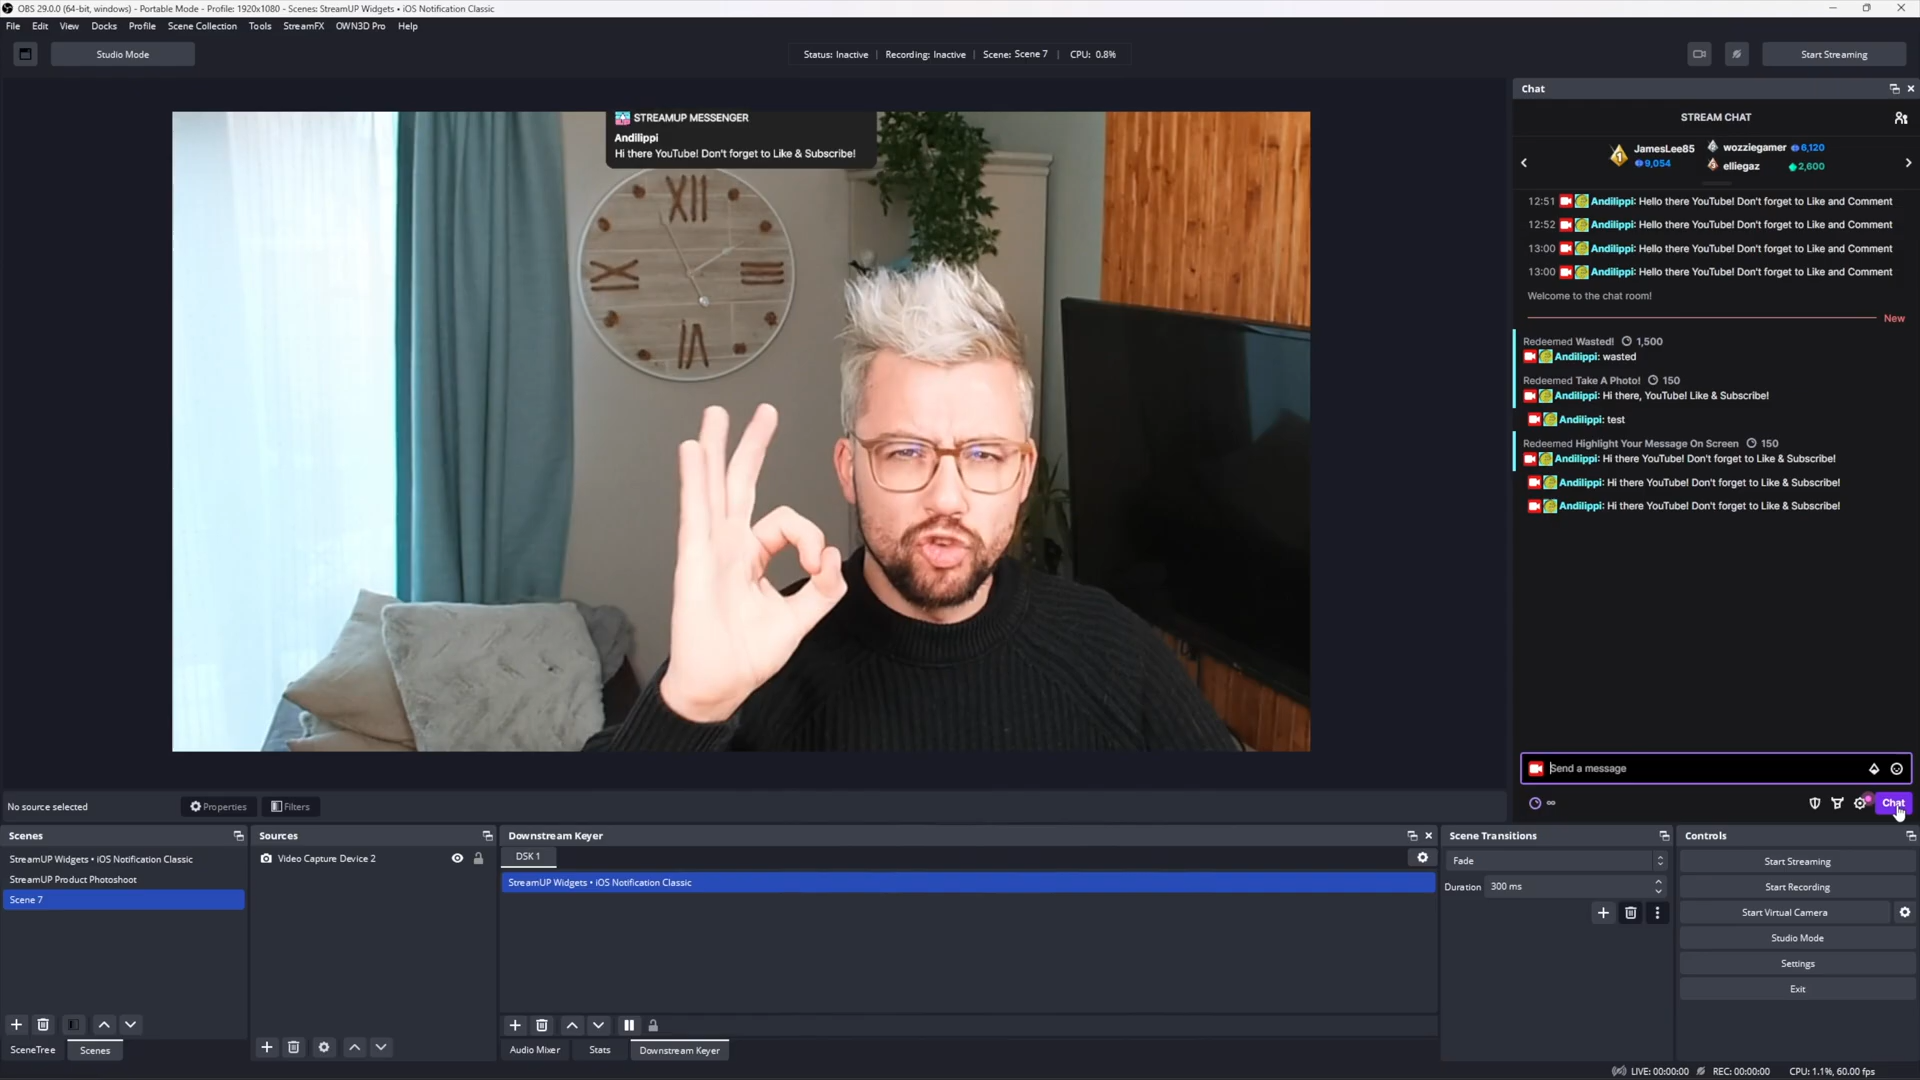 OBS 29.0.0 (64-bit, windows) - Portable Mode - Profile: 1920x1080 - Scenes: StreamUP Widgets • iOS Notification Classic
File Edit View Docks Profile Scene Collection Tools StreamFX OWN3D Pro Help
Studio Mode
Status: Inactive | Recording: Inactive | Scene: Scene 7 | CPU: 0.8%
Start Streaming
STREAMUP MESSENGER
Andilippi
Hi there YouTube! Don't forget to Like & Subscribe!
XII
Chat
STREAM CHAT
1 JamesLee85 9,054
wozziegamer 6,120
elliegaz 2,600
12:51 Andilippi: Hello there YouTube! Don't forget to Like and Comment
12:52 Andilippi: Hello there YouTube! Don't forget to Like and Comment
13:00 Andilippi: Hello there YouTube! Don't forget to Like and Comment
13:00 Andilippi: Hello there YouTube! Don't forget to Like and Comment
Welcome to the chat room!
New
Redeemed Wasted! 1,500
Andilippi: wasted
Redeemed Take A Photo! 150
Andilippi: Hi there, YouTube! Like & Subscribe!
Andilippi: test
Redeemed Highlight Your Message On Screen 150
Andilippi: Hi there YouTube! Don't forget to Like & Subscribe!
Andilippi: Hi there YouTube! Don't forget to Like & Subscribe!
Andilippi: Hi there YouTube! Don't forget to Like & Subscribe!
Send a message
Chat
No source selected
Properties
Filters
Scenes
StreamUP Widgets • iOS Notification Classic
StreamUP Product Photoshoot
Scene 7
SceneTree
Scenes
Sources
Video Capture Device 2
Downstream Keyer
DSK 1
StreamUP Widgets • iOS Notification Classic
Audio Mixer
Stats
Downstream Keyer
Scene Transitions
Fade
Duration 300 ms
Controls
Start Streaming
Start Recording
Start Virtual Camera
Studio Mode
Settings
Exit
LIVE: 00:00:00 REC: 00:00:00 CPU: 1.1%, 60.00 fps